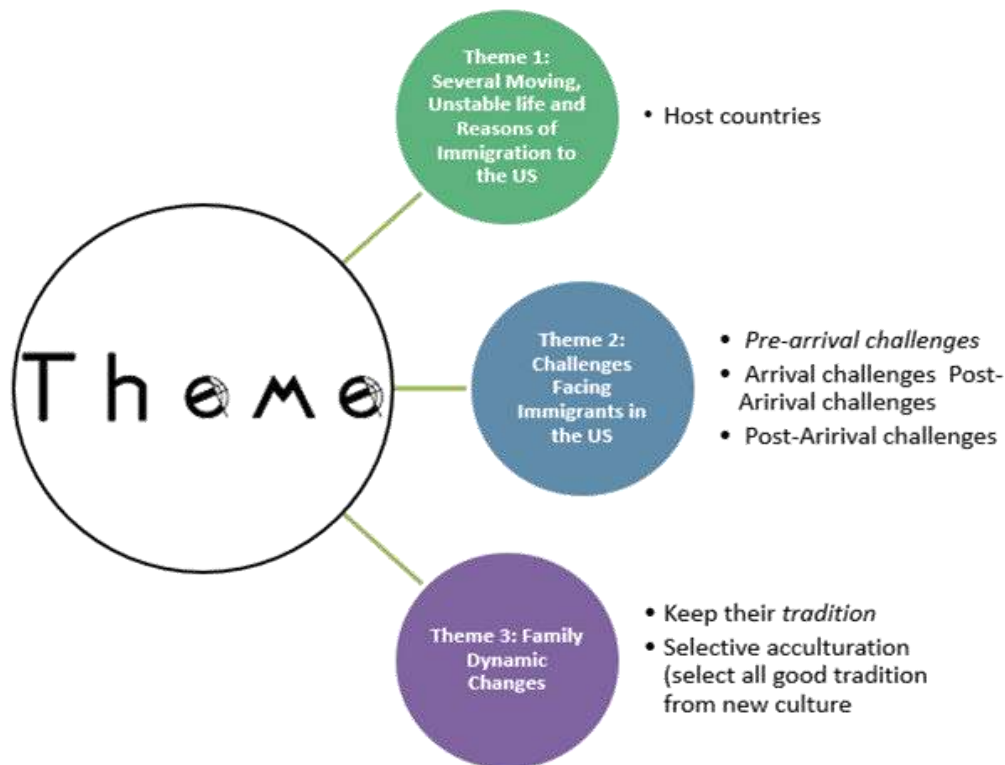 Theme
Theme 1:
Several Moving,
Unstable life and
Reasons of
Immigration to
the US
• Host countries
Theme 2:
Challenges
Facing
Immigrants in
the US
• Pre-arrival challenges
• Arrival challenges Post-
Aririval challenges
• Post-Aririval challenges
Theme 3: Family
Dynamic
Changes
• Keep their tradition
• Selective acculturation
(select all good tradition
from new culture